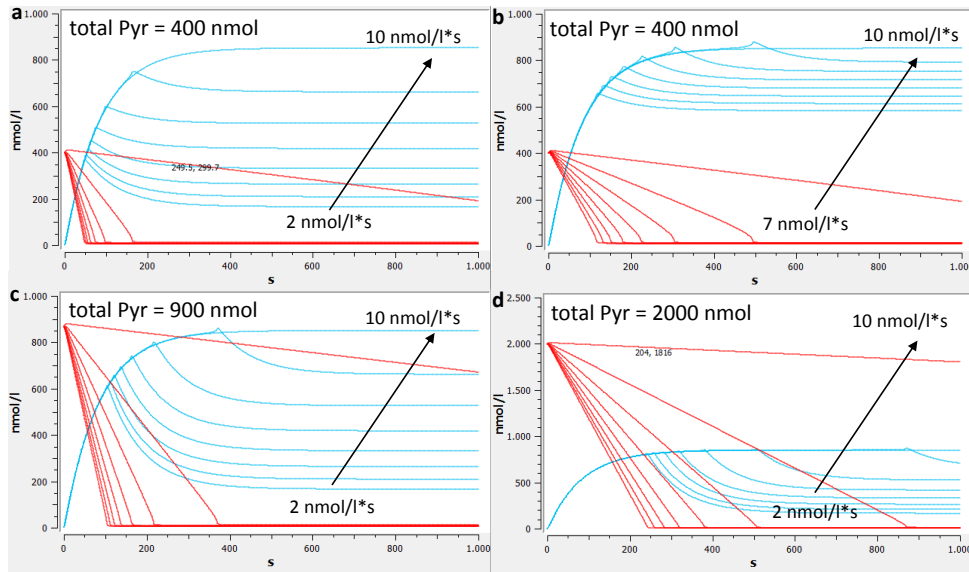 a
total Pyr = 400 nmol
10 nmol/l*s
2 nmol/l*s
249.5, 299.7
1.000
800
600
400
200
0
nmol/l
0
200
400
600
800
1.000
s
b
total Pyr = 400 nmol
10 nmol/l*s
7 nmol/l*s
1.000
800
600
400
200
0
nmol/l
0
200
400
600
800
1.000
s
c
total Pyr = 900 nmol
10 nmol/l*s
2 nmol/l*s
1.000
800
600
400
200
0
nmol/l
0
200
400
600
800
1.000
s
d
total Pyr = 2000 nmol
10 nmol/l*s
2 nmol/l*s
204, 1816
2.500
2.000
1.500
1.000
500
0
nmol/l
0
200
400
600
800
1.000
s